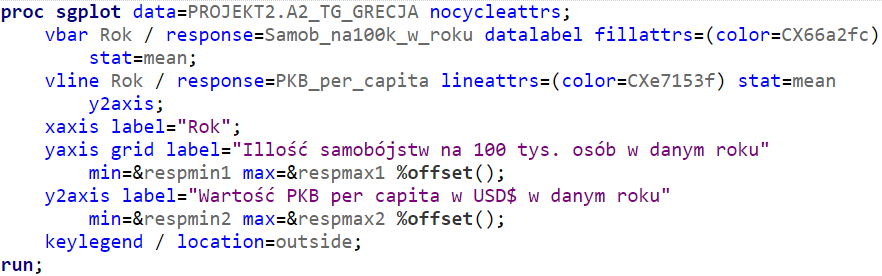 proc sgplot data=PROJEKT2.A2_TG_GRECJA nocycleattrs;
vbar Rok / response=Samob_na100k_w_roku datalabel fillattrs=(color=CX66a2fc)
stat=mean;
vline Rok / response=PKB_per_capita lineattrs=(color=CXe7153f) stat=mean
y2axis;
xaxis label="Rok";
yaxis grid label="Illość samobójstw na 100 tys. osób w danym roku"
min=&respmin1 max=&respmax1 %offset();
y2axis label="Wartość PKB per capita w USD$ w danym roku"
min=&respmin2 max=&respmax2 %offset();
keylegend / location=outside;
run;